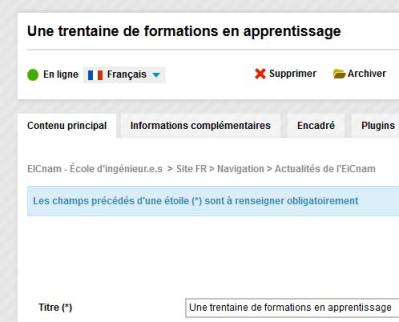 Une trentaine de formations en apprentissage
En ligne Français Supprimer Archiver
Contenu principal Informations complémentaires Encadré Plugins
EICnam - École d'ingénieur.e.s > Site FR > Navigation > Actualités de l'EiCnam
Les champs précédés d'une étoile (*) sont à renseigner obligatoirement
Titre (*) Une trentaine de formations en apprentissage